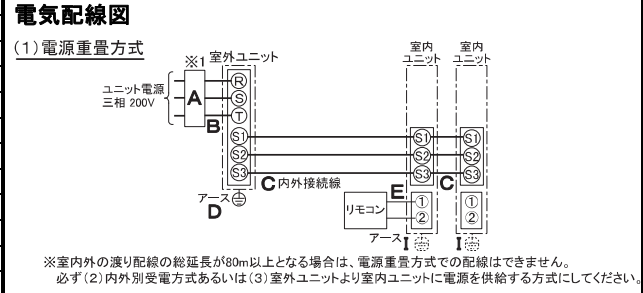 電気配線図
(1)電源重畳方式
※1 室外ユニット
室内ユニット
室内ユニット
ユニット電源
三相 200V
A
B
R
S
T
S1
S2
S3
S1
S2
S3
S1
S2
S3
C 内外接続線
C
アース
D
E
リモコン
①
②
①
②
アース I
I
※室内外の渡り配線の総延長が80m以上となる場合は、電源重畳方式での配線はできません。
必ず(2)内外別受電方式あるいは(3)室外ユニットより室内ユニットに電源を供給する方式にしてください。